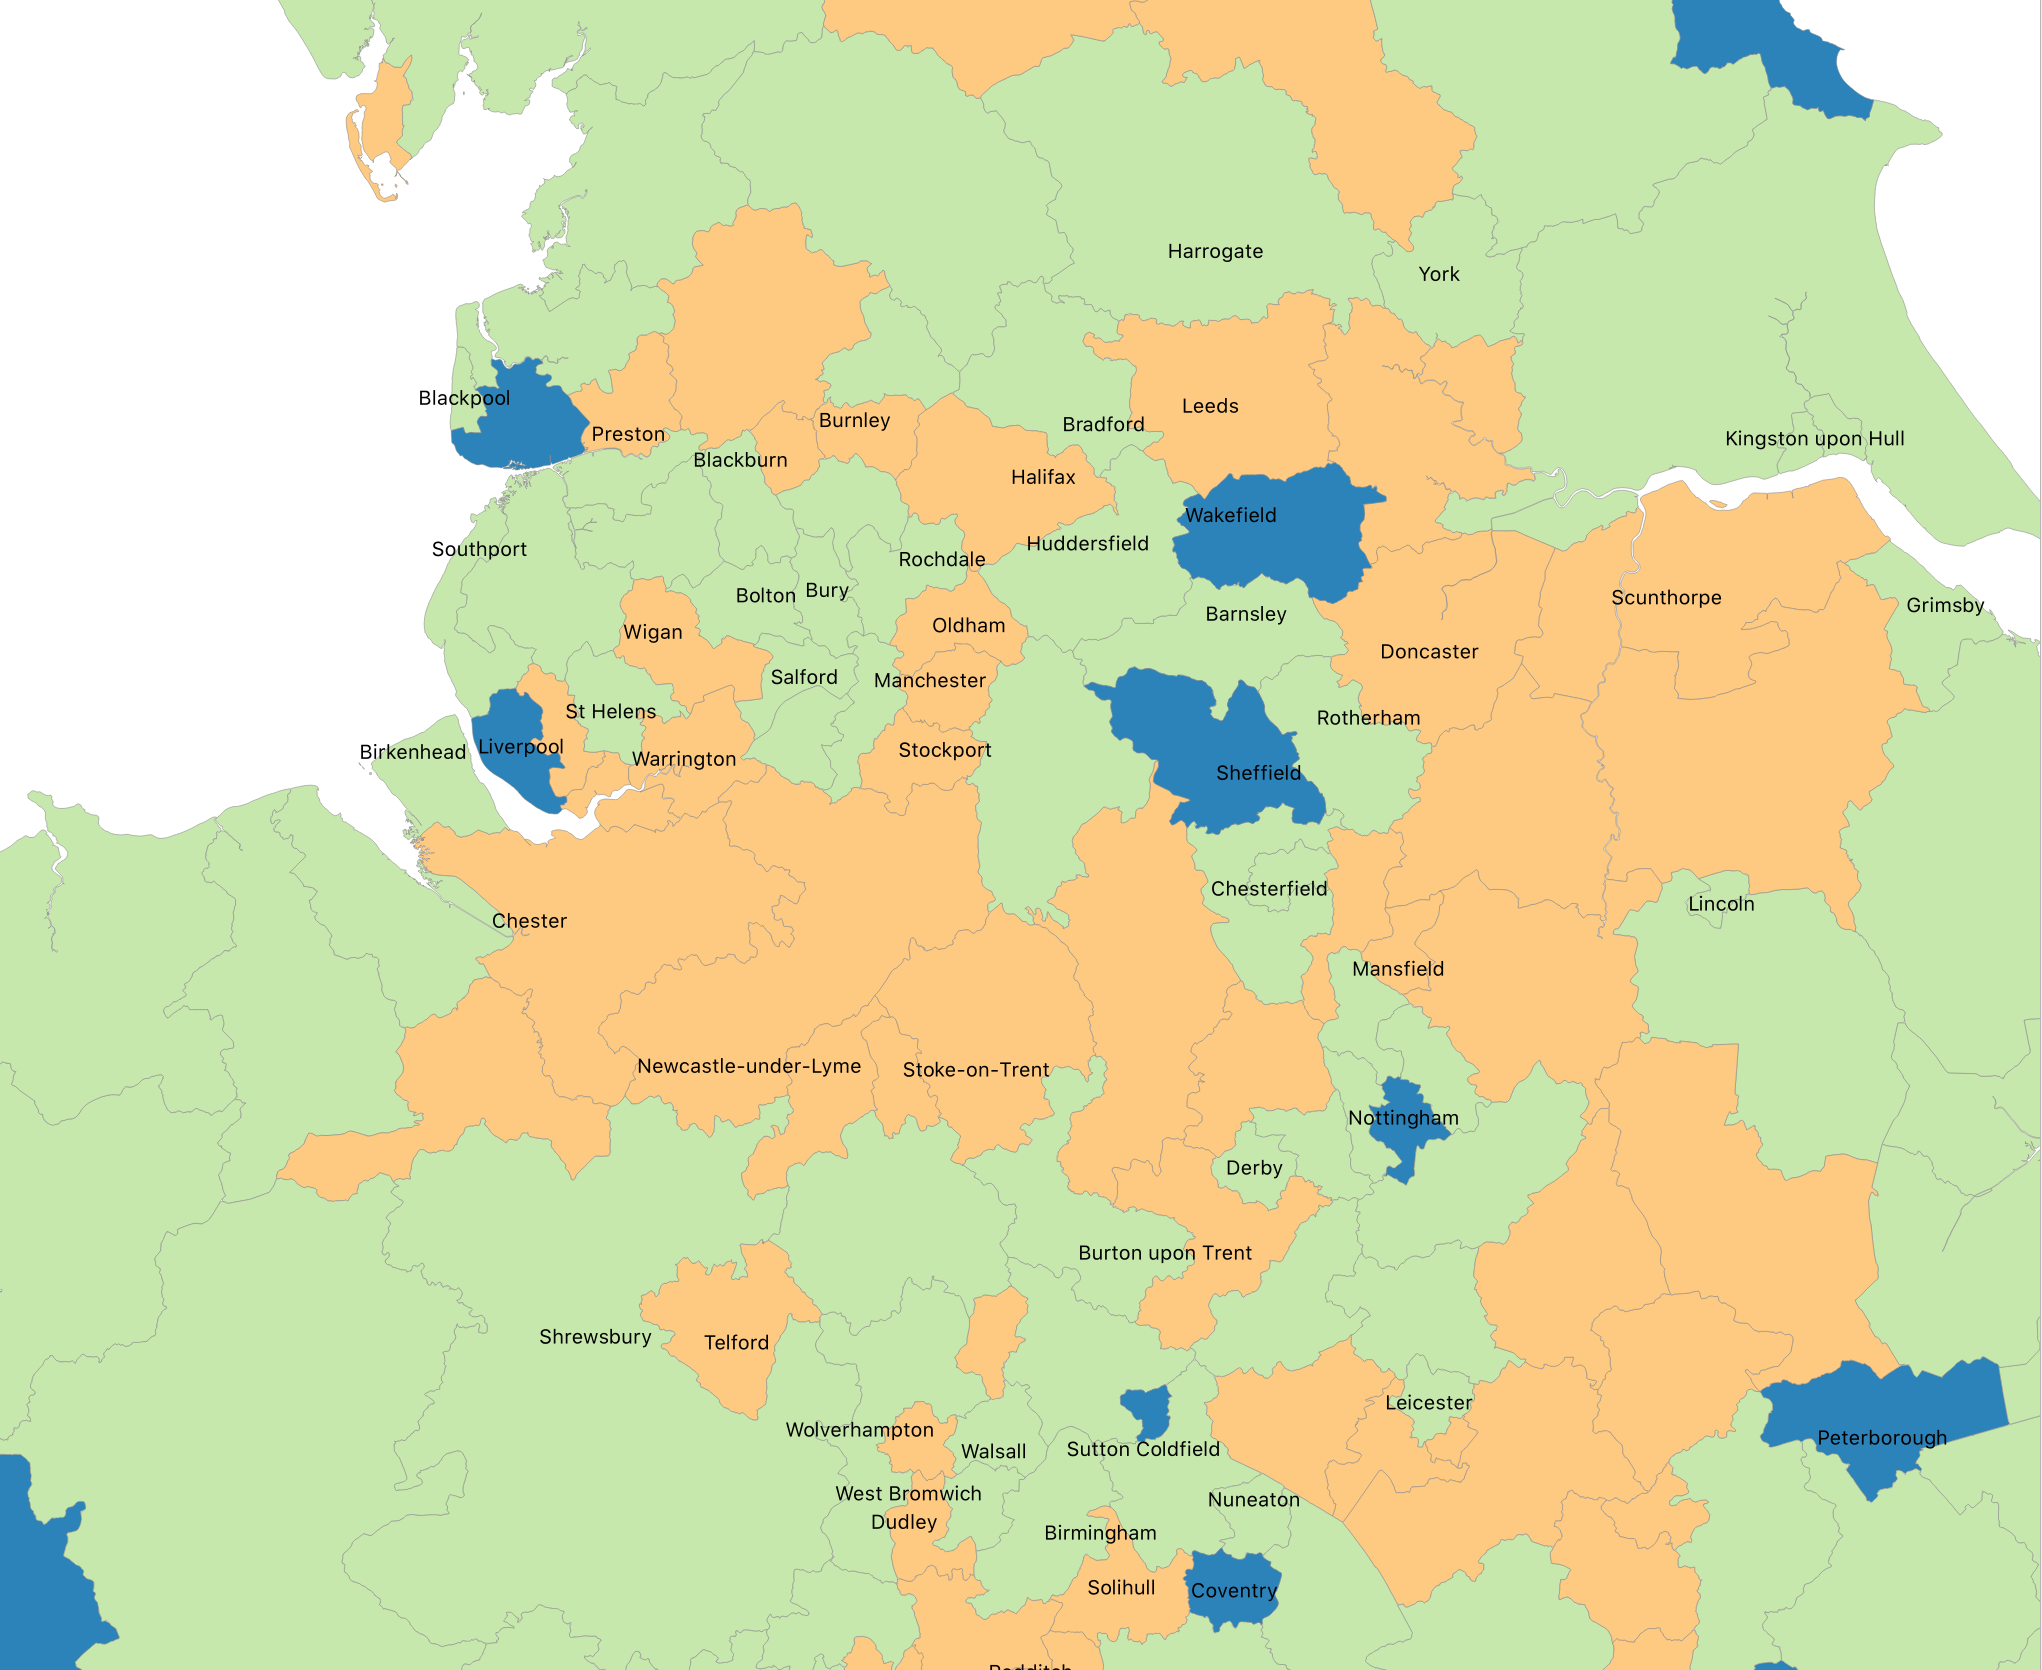 Harrogate
York
Blackpool
Leeds
Burnley
Bradford
Preston
Kingston upon Hull
Blackburn
Halifax
Wakefield
Southport
Huddersfield
Rochdale
Bolton
Bury
Scunthorpe
Grimsby
Barnsley
Wigan
Oldham
Doncaster
Salford
Manchester
St Helens
Rotherham
Birkenhead
Liverpool
Stockport
Warrington
Sheffield
Chesterfield
Lincoln
Chester
Mansfield
Newcastle-under-Lyme
Stoke-on-Trent
Nottingham
Derby
Burton upon Trent
Shrewsbury
Telford
Leicester
Wolverhampton
Peterborough
Walsall
Sutton Coldfield
West Bromwich
Nuneaton
Dudley
Birmingham
Solihull
Coventry
Redditch